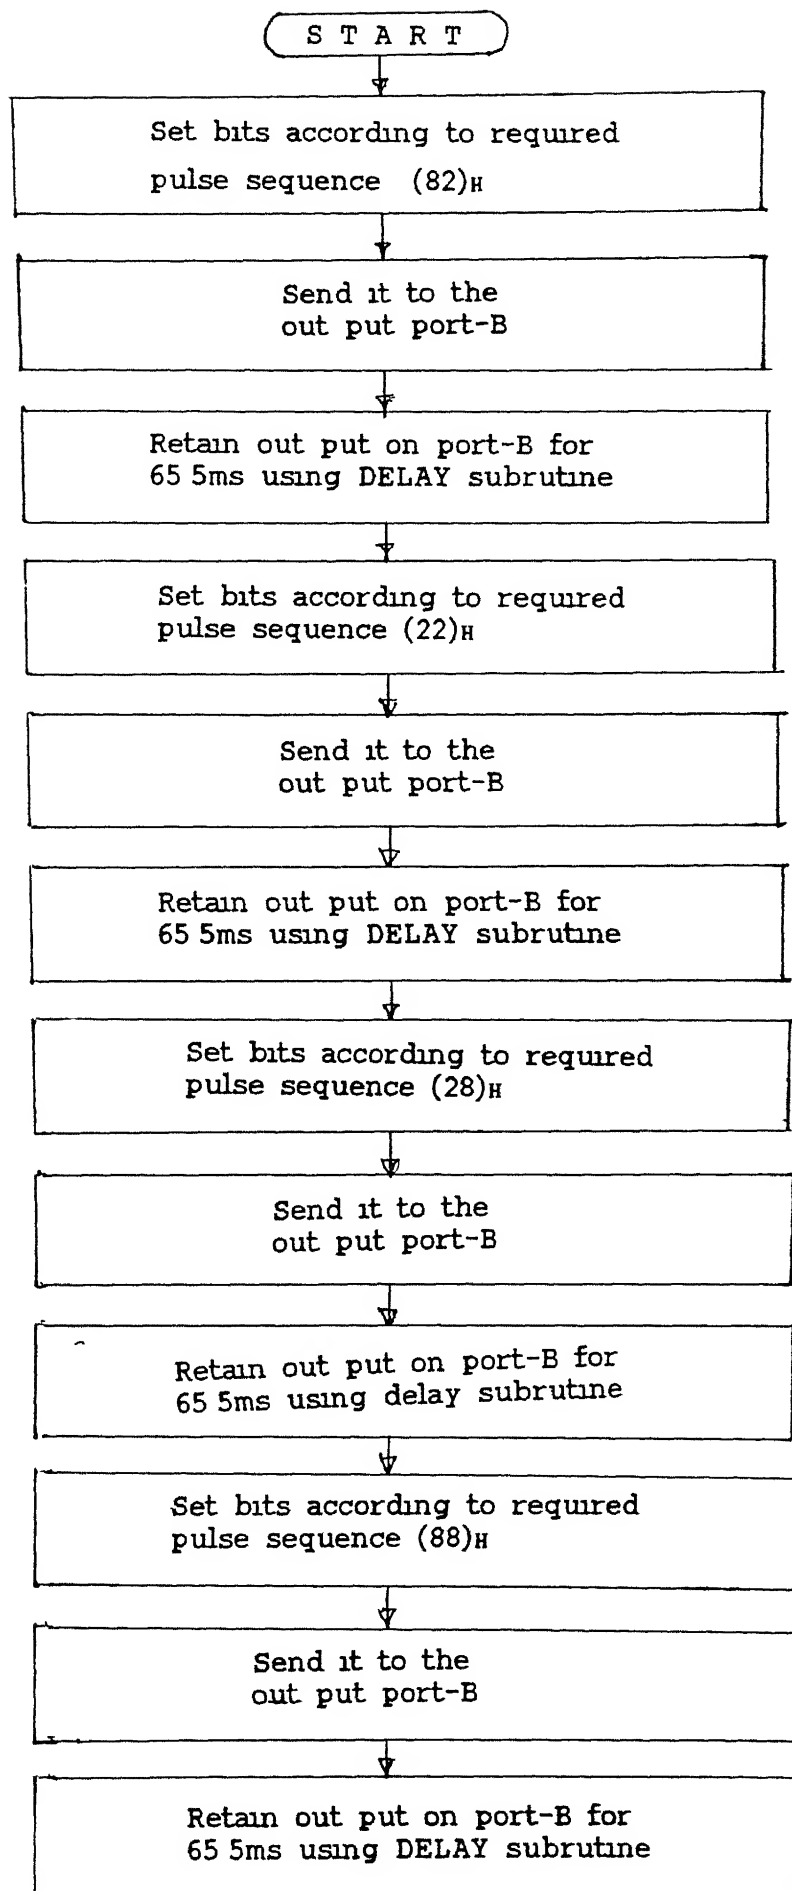 S T A R T
Set bits according to required
pulse sequence (82)H
Send it to the
out put port-B
Retain out put on port-B for
65 5ms using DELAY subrutine
Set bits according to required
pulse sequence (22)H
Send it to the
out put port-B
Retain out put on port-B for
65 5ms using DELAY subrutine
Set bits according to required
pulse sequence (28)H
Send it to the
out put port-B
Retain out put on port-B for
65 5ms using delay subrutine
Set bits according to required
pulse sequence (88)H
Send it to the
out put port-B
Retain out put on port-B for
65 5ms using DELAY subrutine